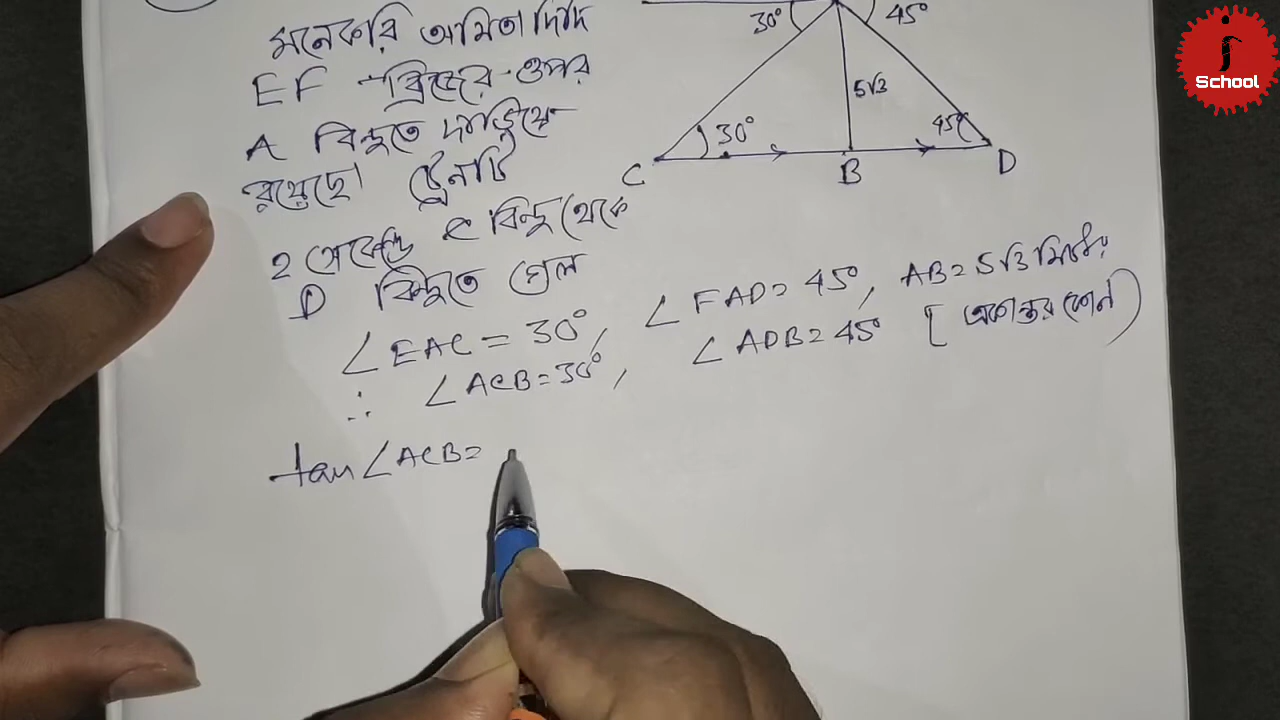 School
30° 45°
5√3
30° 45°
C B D
মনেকরি অমিতা দিদি
EF ব্রিজের ওপর
A বিন্দুতে দাঁড়িয়ে
রয়েছে। ট্রেনটি
2 সেকেন্ডে C বিন্দু থেকে
D বিন্দুতে গেল
∠EAC = 30°, ∠FAD = 45°, AB = 5√3 মিটার
∴ ∠ACB = 30°, ∠ADB = 45° [একান্তর কোন)
tan ∠ACB =